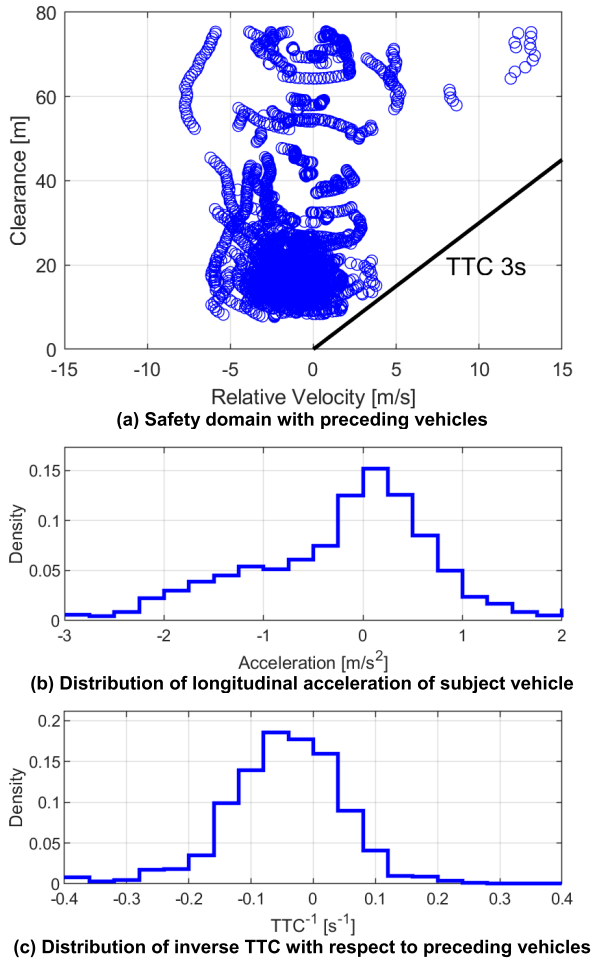 80
60
40
20
0
Clearance [m]
TTC 3s
-15 -10 -5 0 5 10 15
Relative Velocity [m/s]
(a) Safety domain with preceding vehicles
0.15
0.1
0.05
0
Density
-3 -2 -1 0 1 2
Acceleration [m/s²]
(b) Distribution of longitudinal acceleration of subject vehicle
0.2
0.15
0.1
0.05
0
Density
-0.4 -0.3 -0.2 -0.1 0 0.1 0.2 0.3 0.4
TTC⁻¹ [s⁻¹]
(c) Distribution of inverse TTC with respect to preceding vehicles